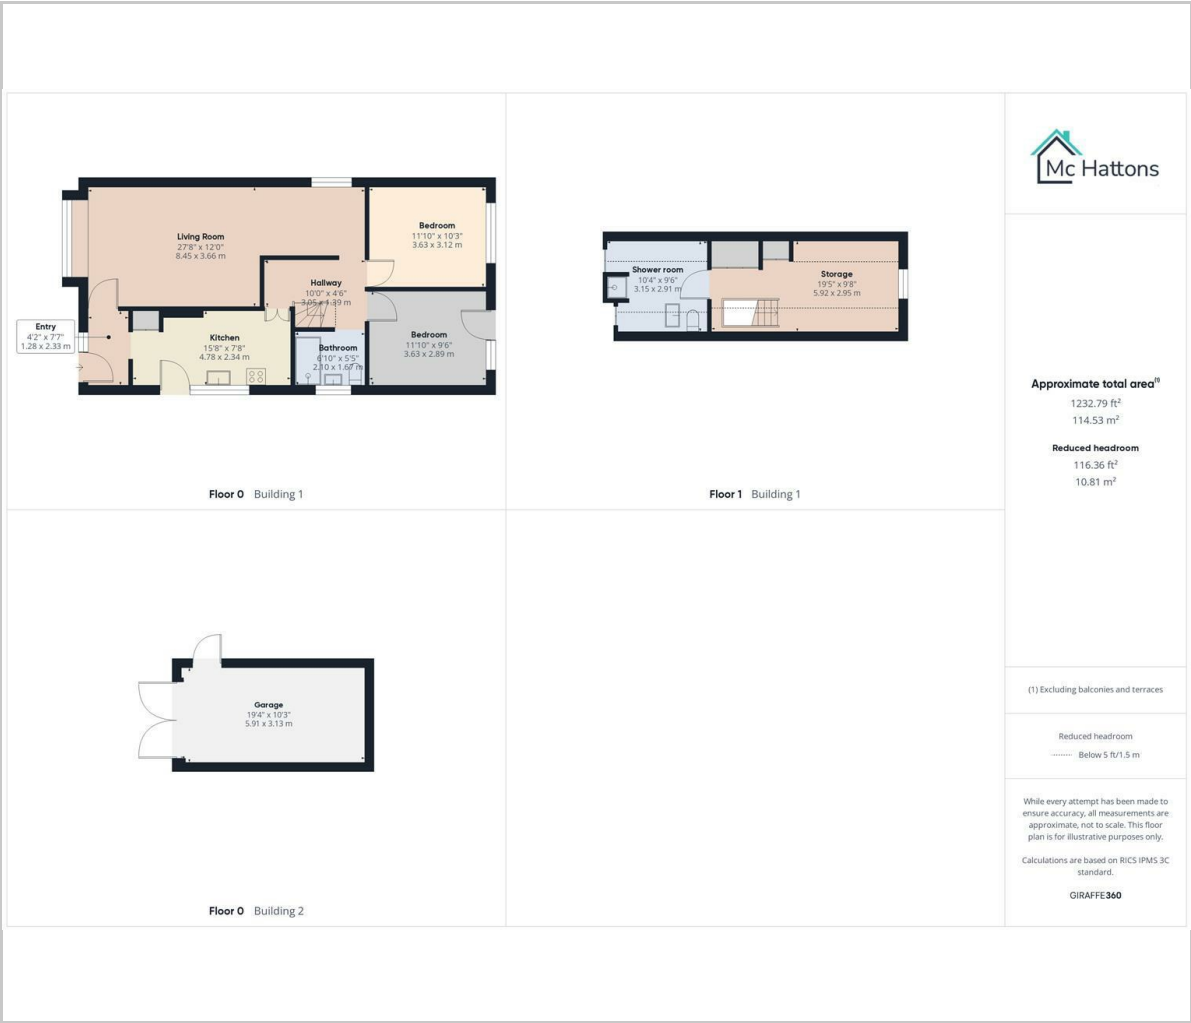 Living Room
27'8" x 12'0"
8.45 x 3.66 m
Bedroom
11'10" x 10'3"
3.63 x 3.12 m
Hallway
10'0" x 4'6"
3.05 x 1.39 m
Entry
4'2" x 7'7"
1.28 x 2.33 m
Kitchen
15'8" x 7'8"
4.78 x 2.34 m
Bathroom
6'10" x 5'5"
2.10 x 1.67 m
Bedroom
11'10" x 9'6"
3.63 x 2.89 m
Floor 0 Building 1
Shower room
10'4" x 9'6"
3.15 x 2.91 m
Storage
19'5" x 9'8"
5.92 x 2.95 m
Floor 1 Building 1
Garage
19'4" x 10'3"
5.91 x 3.13 m
Floor 0 Building 2
Mc Hattons
Approximate total area(1)
1232.79 ft²
114.53 m²
Reduced headroom
116.36 ft²
10.81 m²
(1) Excluding balconies and terraces
Reduced headroom
Below 5 ft/1.5 m
While every attempt has been made to
ensure accuracy, all measurements are
approximate, not to scale. This floor
plan is for illustrative purposes only.
Calculations are based on RICS IPMS 3C
standard.
GIRAFFE360